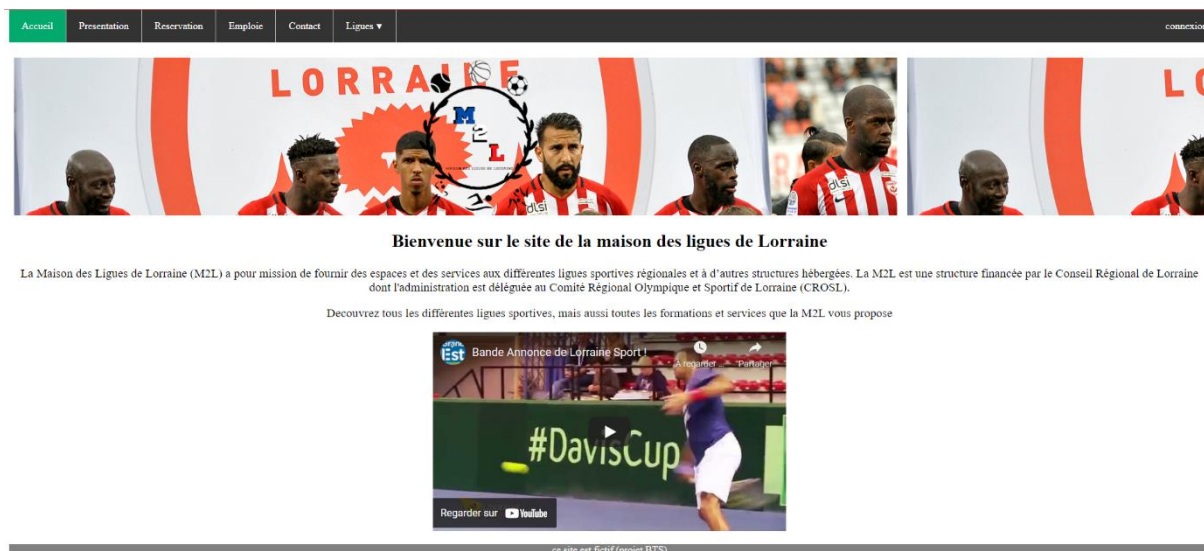 Accueil Presentation Reservation Emploie Contact Ligues ▾ connexion
LORRAINE
M2L
dlsi
dlsi
Bienvenue sur le site de la maison des ligues de Lorraine
La Maison des Ligues de Lorraine (M2L) a pour mission de fournir des espaces et des services aux différentes ligues sportives régionales et à d'autres structures hébergées. La M2L est une structure financée par le Conseil Régional de Lorraine
dont l'administration est déléguée au Comité Régional Olympique et Sportif de Lorraine (CROSL).
Decouvrez tous les différentes ligues sportives, mais aussi toutes les formations et services que la M2L vous propose
Grand Est Bande Annonce de Lorraine Sport !
À regarder ... Partager
#DavisCup
Regarder sur YouTube
ce site est fictif (projet BTS)